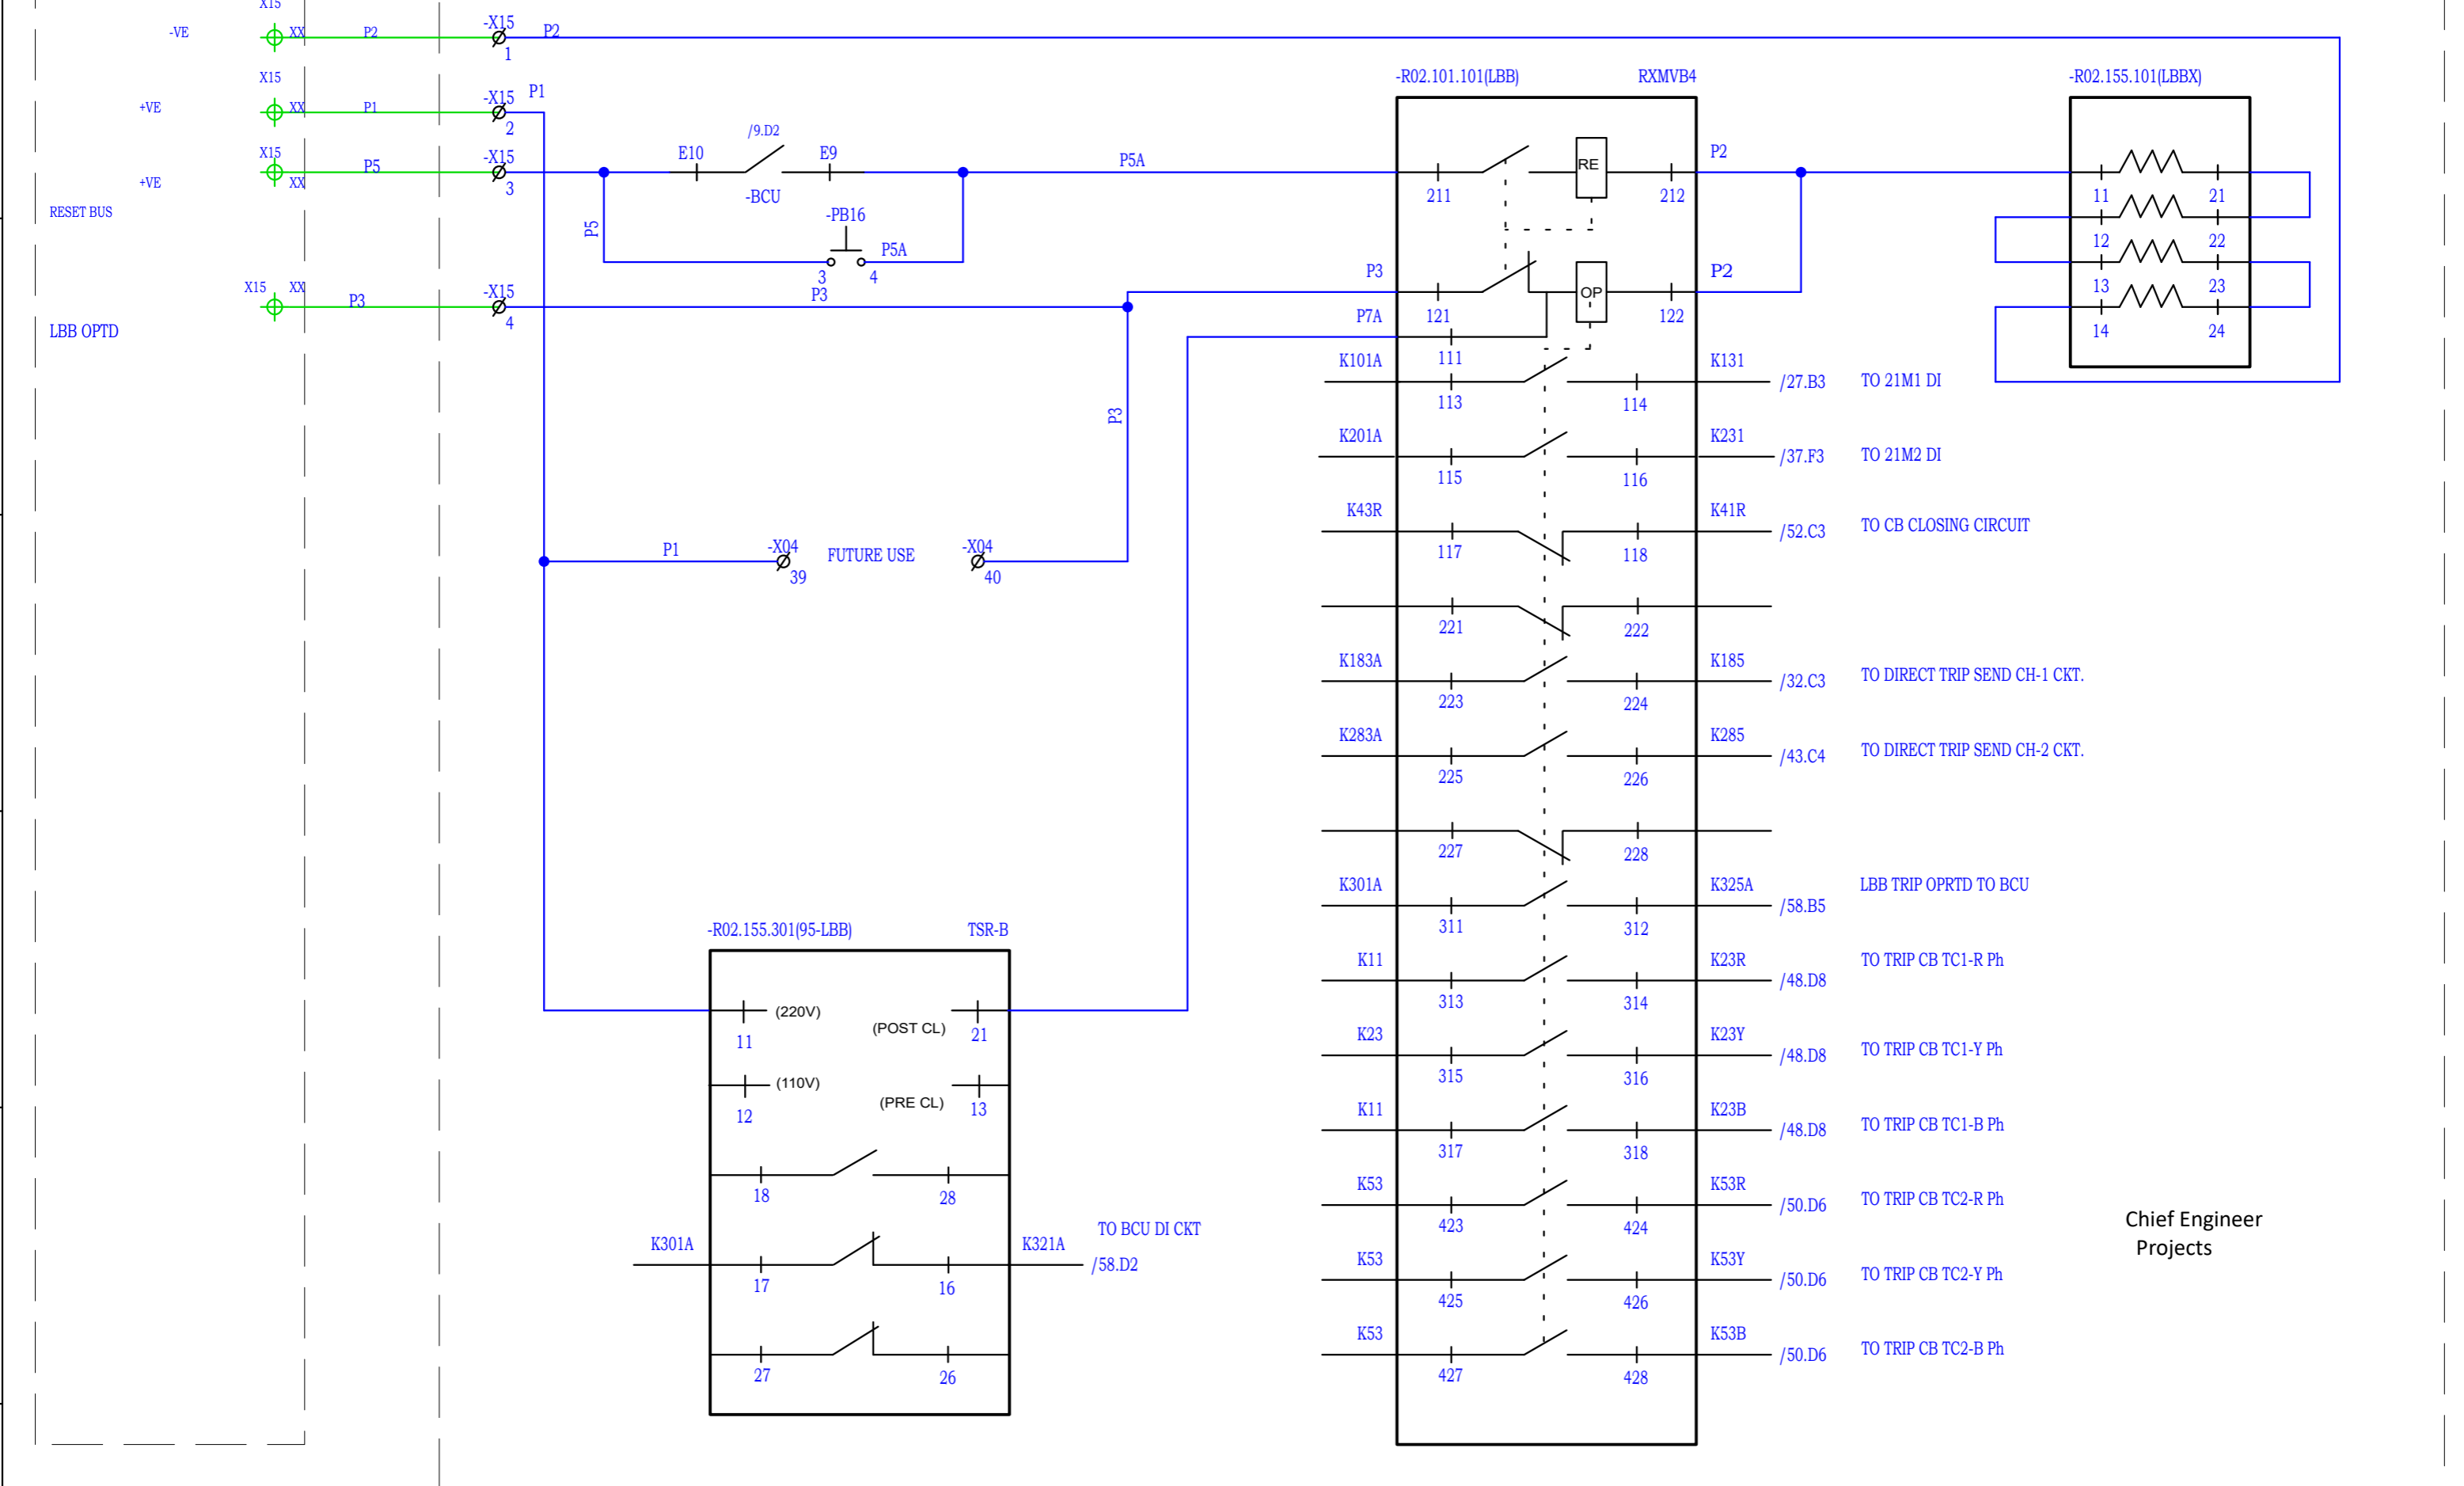 X15
-VE XX P2 -X15 P2
1
X15 -X15 P1
+VE XX P1
2
-R02.101.101(LBB) RXMVB4 -R02.155.101(LBBX)
X15 P5 -X15 E10 /9.D2 E9 P5A RE P2
+VE XX 3 -BCU 211 212 11 21
RESET BUS P5 -PB16
P5A 12 22
3 4
X15 XX P3 -X15 P3 P3 OP P2 13 23
4 P7A 121 122
LBB OPTD 14 24
111
K101A K131
/27.B3 TO 21M1 DI
113 114
P3
K201A K231
/37.F3 TO 21M2 DI
115 116
K43R K41R
/52.C3 TO CB CLOSING CIRCUIT
117 118
P1 -X04 FUTURE USE -X04
39 40
221 222
K183A K185
/32.C3 TO DIRECT TRIP SEND CH-1 CKT.
223 224
K283A K285
/43.C4 TO DIRECT TRIP SEND CH-2 CKT.
225 226
227 228
K301A K325A LBB TRIP OPRTD TO BCU
/58.B5
311 312
-R02.155.301(95-LBB) TSR-B
K11 K23R TO TRIP CB TC1-R Ph
/48.D8
313 314
(220V) (POST CL)
11 21
K23 K23Y TO TRIP CB TC1-Y Ph
/48.D8
315 316
(110V) (PRE CL)
12 13
K11 K23B TO TRIP CB TC1-B Ph
/48.D8
317 318
18 28
K53 K53R TO TRIP CB TC2-R Ph
/50.D6
423 424
K301A K321A TO BCU DI CKT
/58.D2
17 16
K53 K53Y TO TRIP CB TC2-Y Ph
/50.D6
425 426
Chief Engineer
Projects
27 26
K53 K53B TO TRIP CB TC2-B Ph
/50.D6
427 428